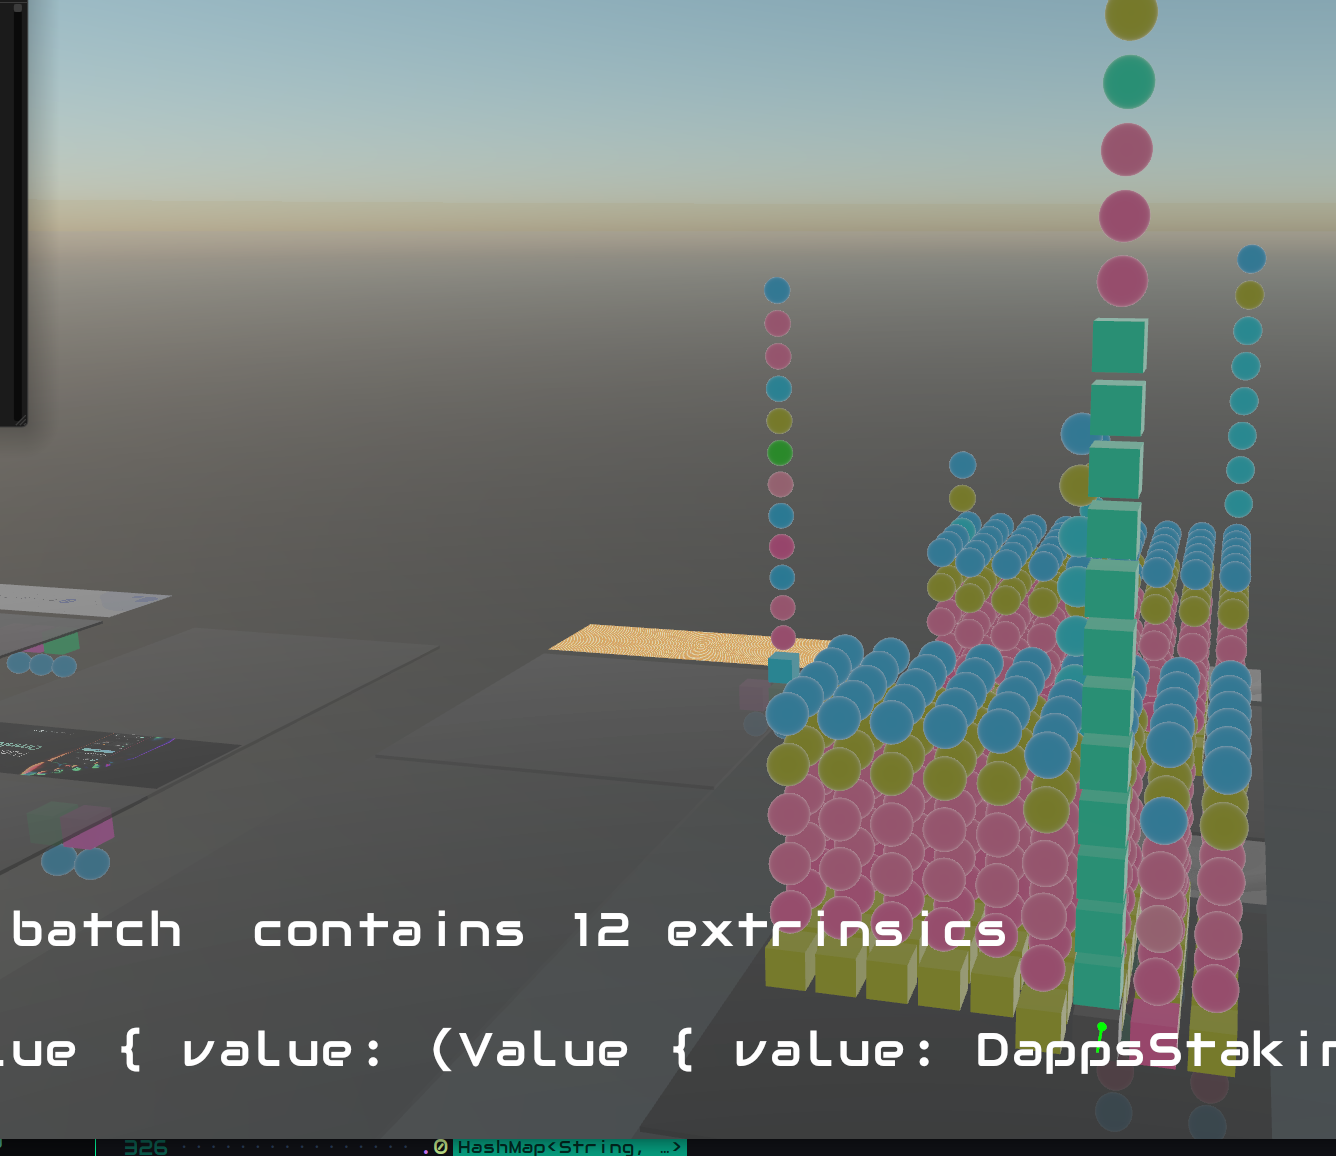 batch contains 12 extrinsics
lue { value: (Value { value: DappsStakin
326 .0 HashMap<String, …>